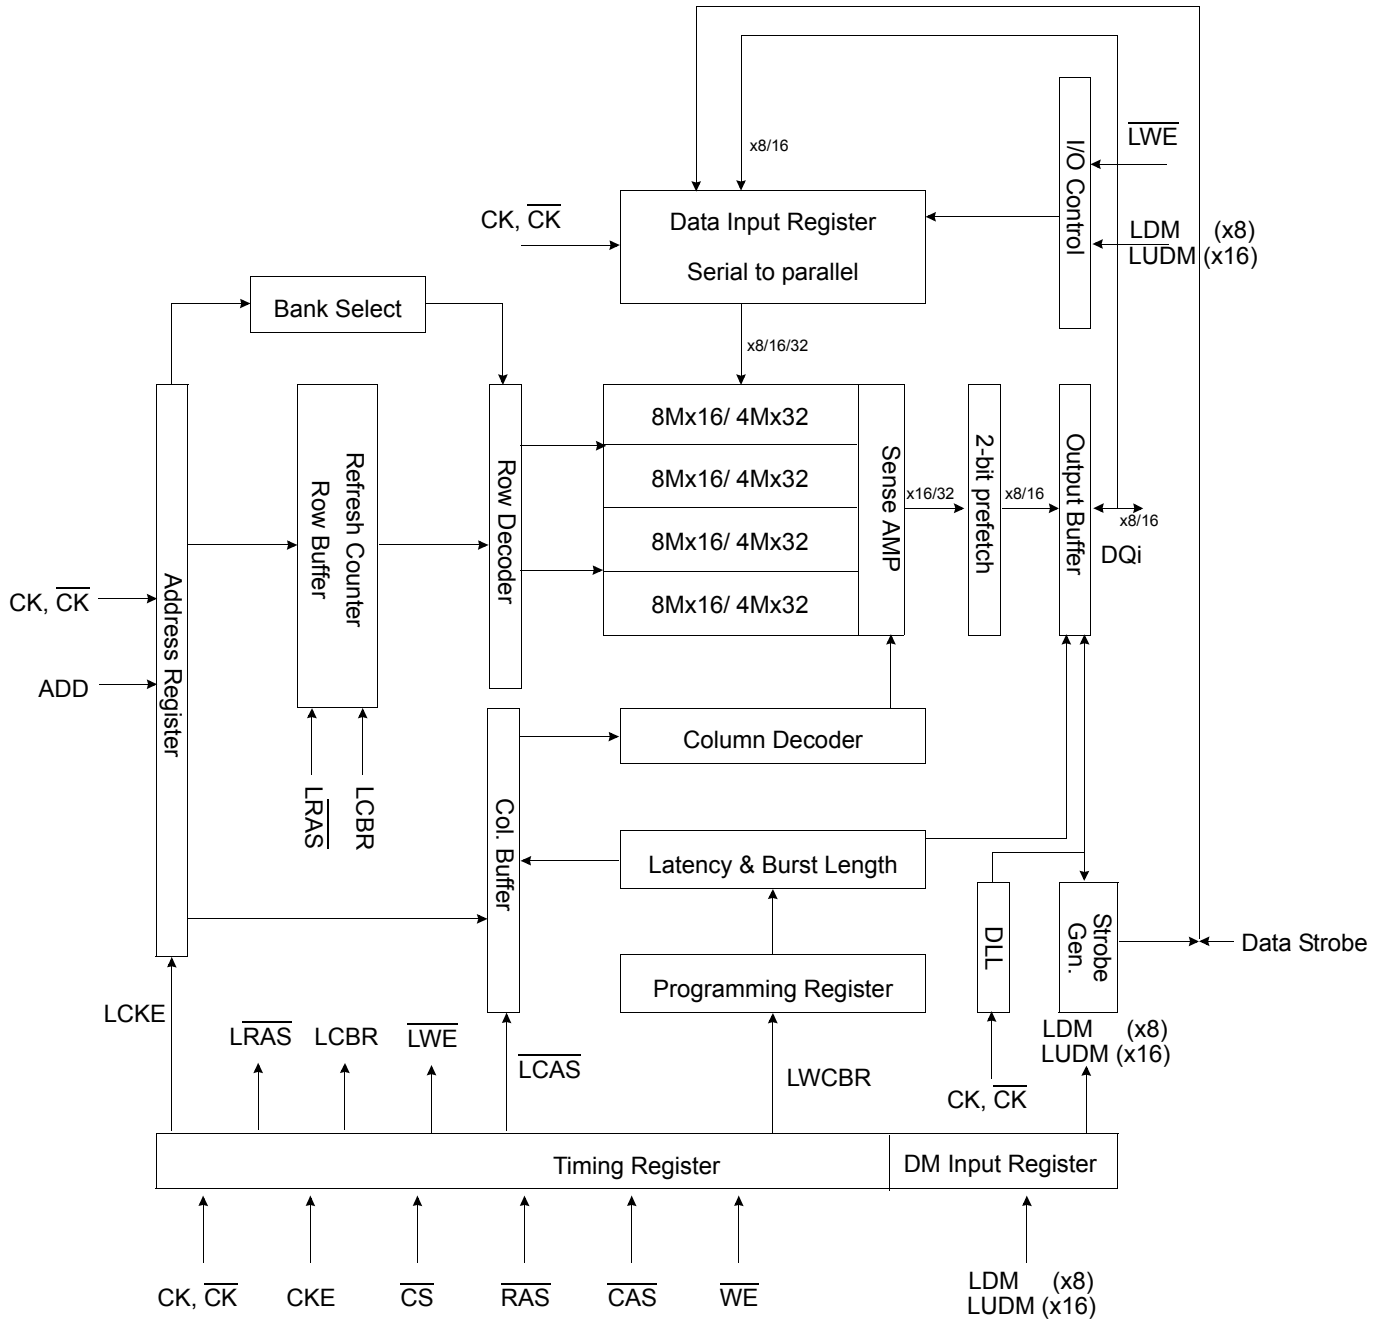 x8/16
LWE
I/O Control
CK, CK
Data Input Register
Serial to parallel
LDM (x8)
LUDM (x16)
Bank Select
x8/16/32
Address Register
Refresh Counter
Row Buffer
Row Decoder
8Mx16/ 4Mx32
8Mx16/ 4Mx32
8Mx16/ 4Mx32
8Mx16/ 4Mx32
Sense AMP
x16/32
2-bit prefetch
x8/16
Output Buffer
x8/16
DQi
CK, CK
ADD
LRAS
LCBR
Col. Buffer
Column Decoder
Latency & Burst Length
DLL
Strobe
Gen.
Data Strobe
Programming Register
LCKE
LRAS
LCBR
LWE
LCAS
LWCBR
CK, CK
LDM (x8)
LUDM (x16)
Timing Register
DM Input Register
CK, CK
CKE
CS
RAS
CAS
WE
LDM (x8)
LUDM (x16)